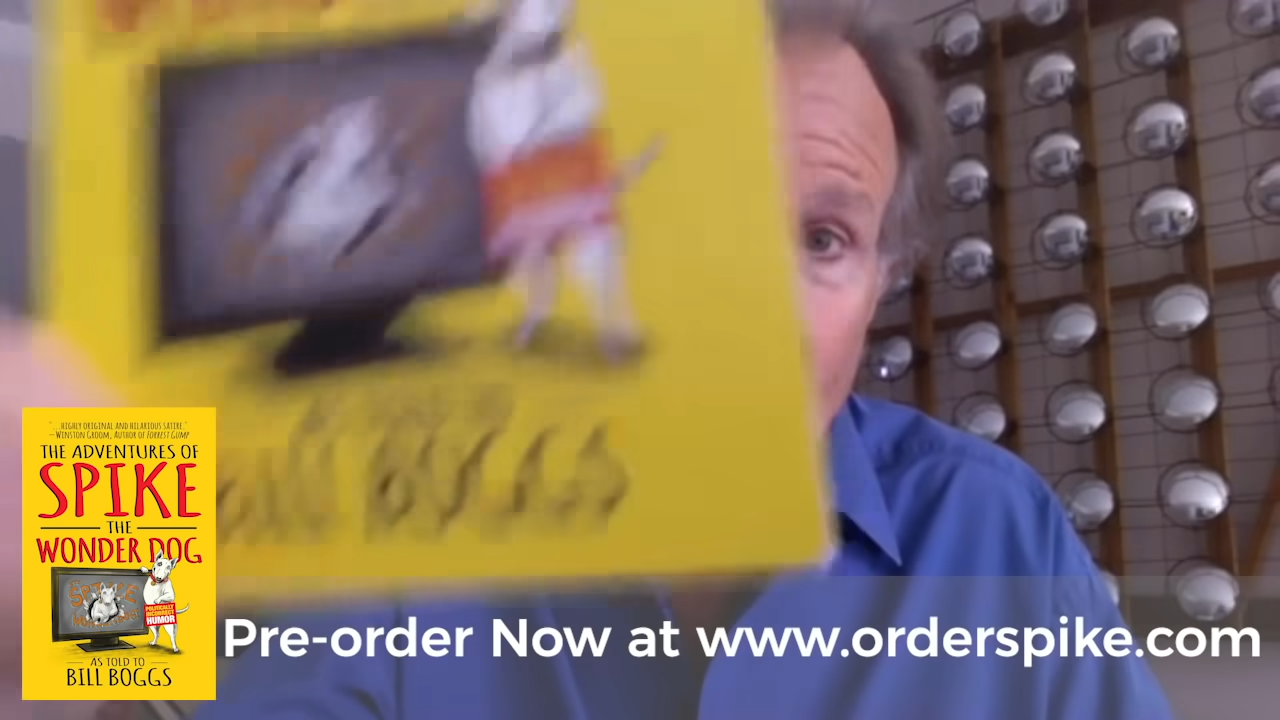 "...HIGHLY ORIGINAL AND HILARIOUS SATIRE."
—WINSTON GROOM, AUTHOR OF FORREST GUMP
THE ADVENTURES OF
SPIKE
THE
WONDER DOG
POLITICALLY
INCORRECT
HUMOR
AS TOLD TO
BILL BOGGS
Pre-order Now at www.orderspike.com